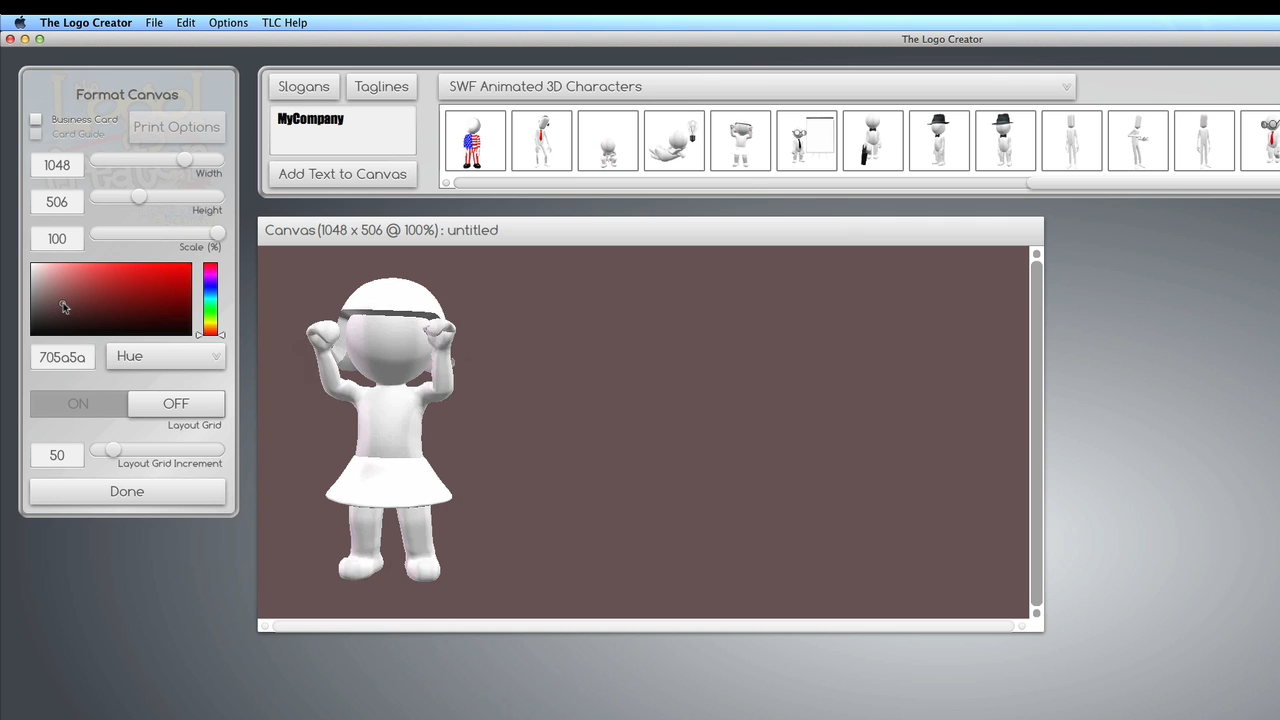 The Logo Creator File Edit Options TLC Help
The Logo Creator
Format Canvas
Business Card
Card Guide
Print Options
1048
Width
506
Height
100
Scale (%)
705a5a
Hue
ON
OFF
Layout Grid
50
Layout Grid Increment
Done
Slogans
Taglines
MyCompany
Add Text to Canvas
SWF Animated 3D Characters
Canvas(1048 x 506 @ 100%) : untitled